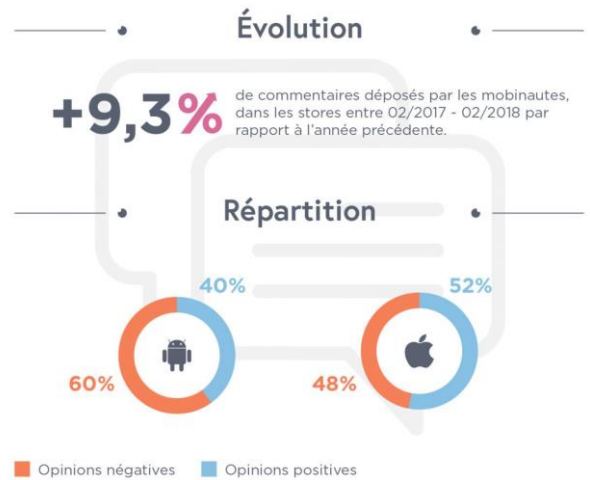 Évolution
+9,3%
de commentaires déposés par les mobinautes,
dans les stores entre 02/2017 - 02/2018 par
rapport à l'année précédente.
Répartition
40%
60%
52%
48%
Opinions négatives
Opinions positives